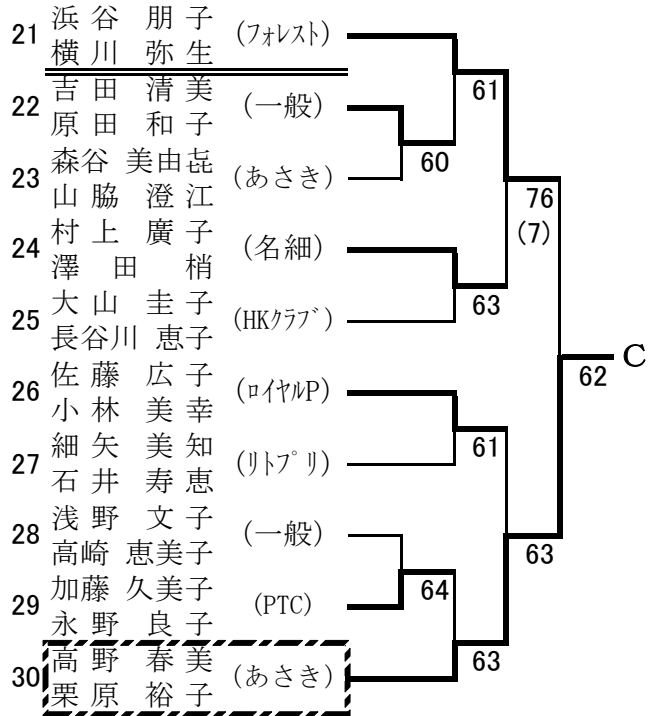 浜谷 朋子
21 (フォレスト)
横川 弥生
61
吉田 清美
22 (一般)
原田 和子
60
森谷 美由㐂
23 (あさき)
山脇 澄江
76
(7)
村上 廣子
24 (名細)
澤田 梢
63
大山 圭子
25 (HKクラブ)
長谷川 恵子
62 C
佐藤 広子
26 (ロイヤルP)
小林 美幸
61
細矢 美知
27 (リトプリ)
石井 寿恵
浅野 文子
28 (一般)
高崎 恵美子
63
64
加藤 久美子
29 (PTC)
永野 良子
63
高野 春美
30 (あさき)
栗原 裕子